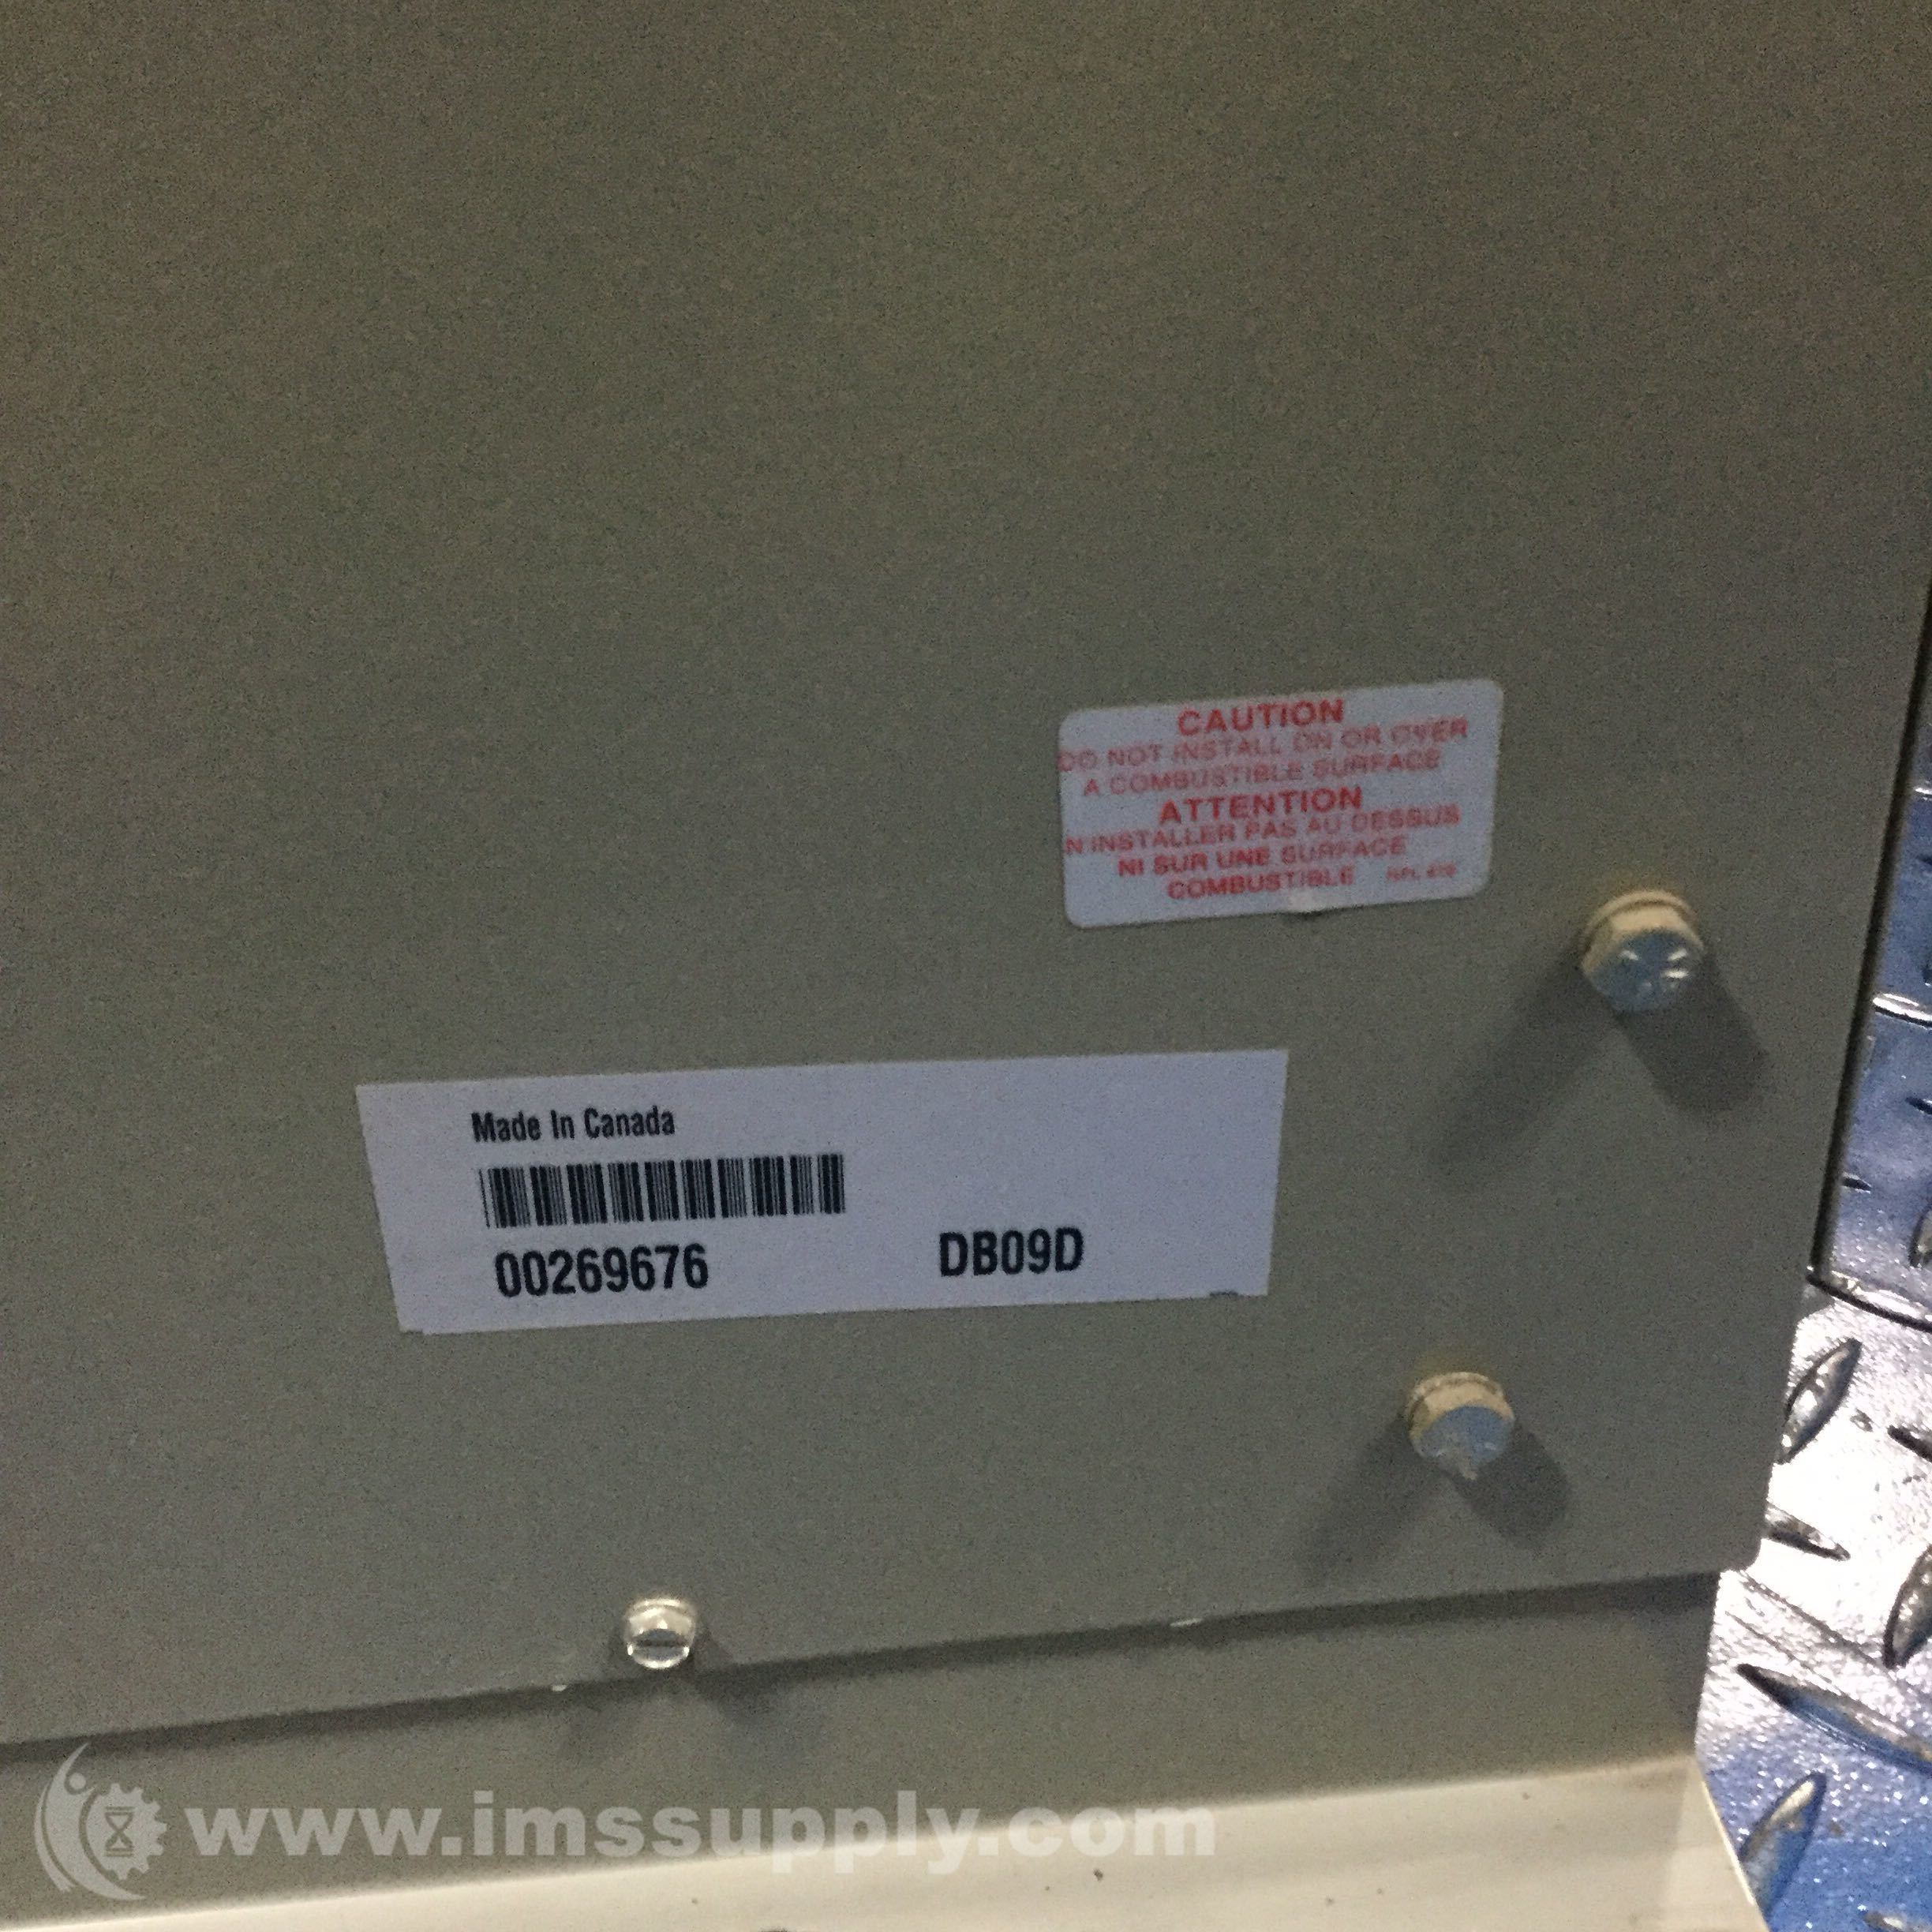 CAUTION
DO NOT INSTALL ON OR OVER
A COMBUSTIBLE SURFACE
ATTENTION
N'INSTALLER PAS AU DESSUS
NI SUR UNE SURFACE
COMBUSTIBLE
Made In Canada
00269676 DB09D
www.imssupply.com